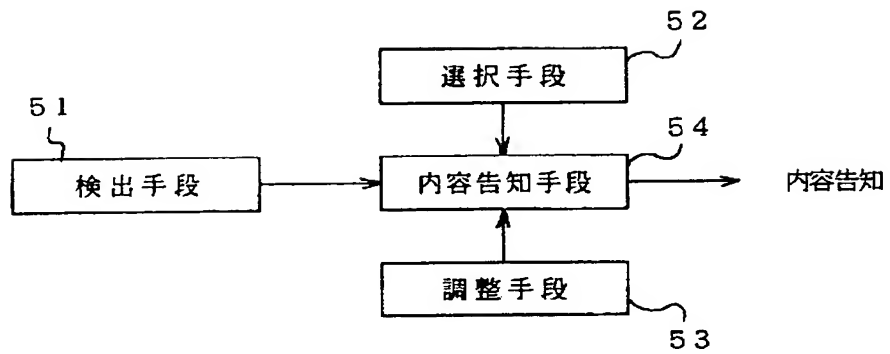 ５２
選択手段
５１
５４
検出手段
内容告知手段
内容告知
調整手段
５３